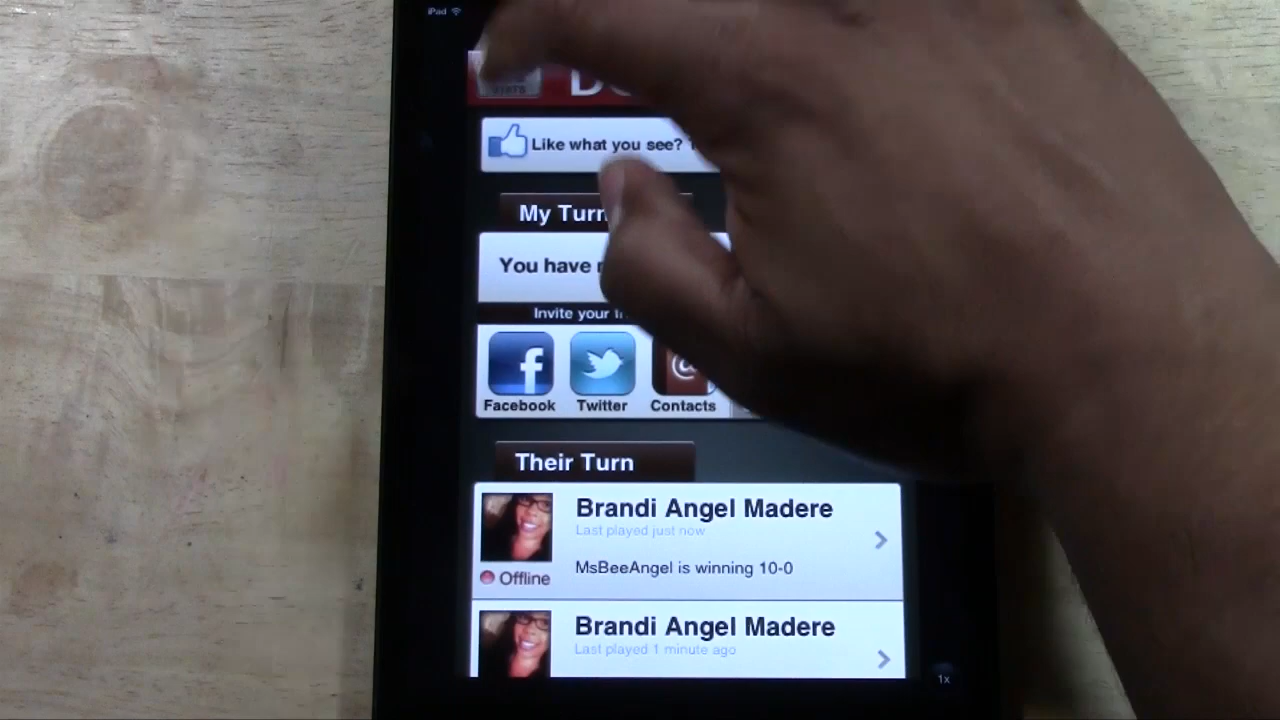 iPad
STATS
Like what you see?
My Turn
You have
Invite your
Facebook Twitter Contacts
Their Turn
Brandi Angel Madere
Last played just now
MsBeeAngel is winning 10-0
Offline
Brandi Angel Madere
Last played 1 minute ago
1x